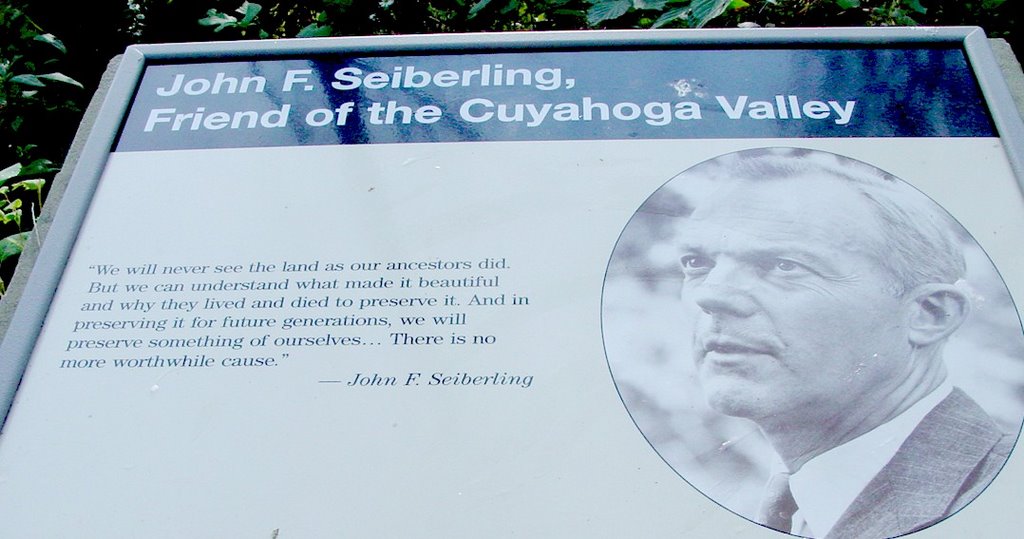 John F. Seiberling,
Friend of the Cuyahoga Valley
“We will never see the land as our ancestors did.
But we can understand what made it beautiful
and why they lived and died to preserve it. And in
preserving it for future generations, we will
preserve something of ourselves... There is no
more worthwhile cause.”
— John F. Seiberling